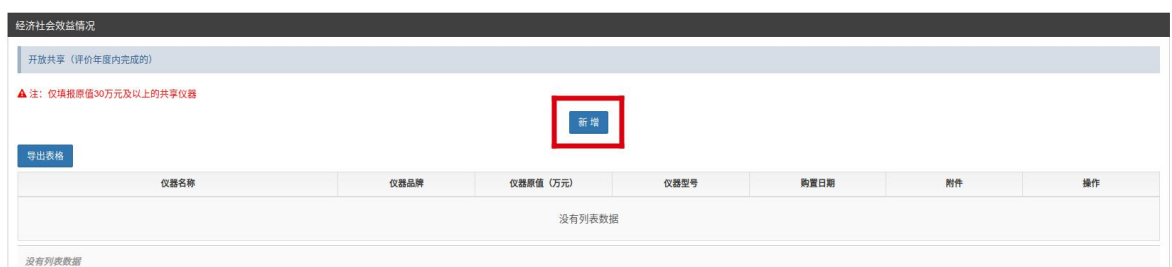 经济社会效益情况
开放共享（评价年度内完成的）
注：仅填报原值30万元及以上的共享仪器
新 增
导出表格
仪器名称 仪器品牌 仪器原值（万元） 仪器型号 购置日期 附件 操作
没有列表数据
没有列表数据